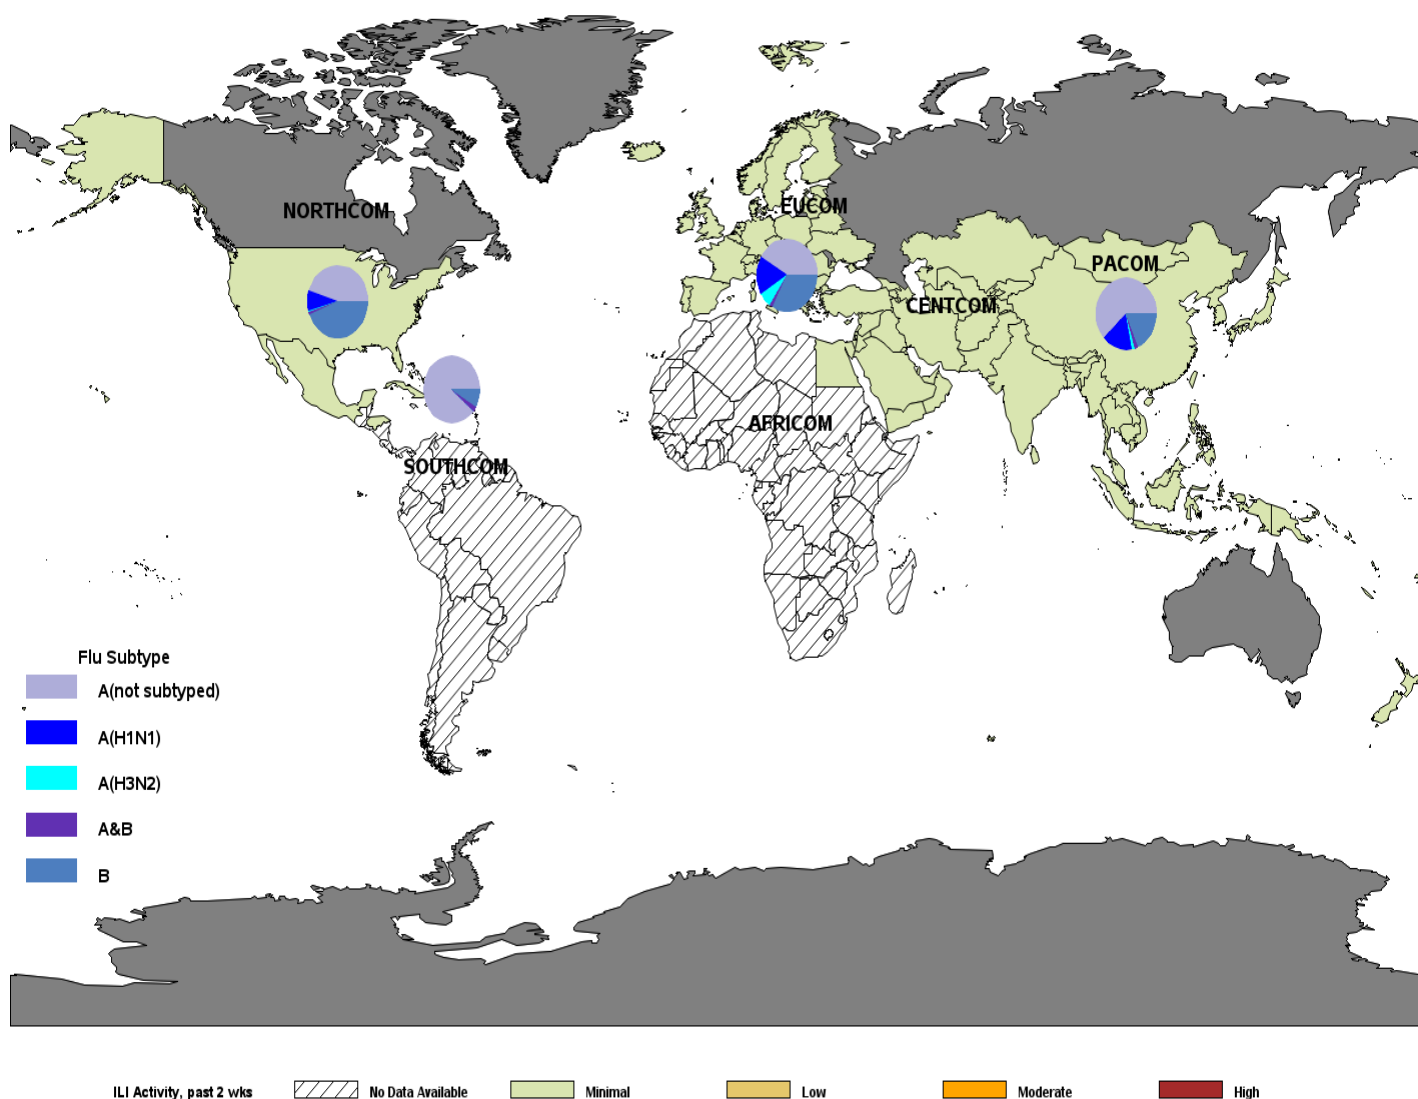 NORTHCOM
EUCOM
PACOM
CENTCOM
AFRICOM
SOUTHCOM
Flu Subtype
A(not subtyped)
A(H1N1)
A(H3N2)
A&B
B
ILI Activity, past 2 wks No Data Available Minimal Low Moderate High